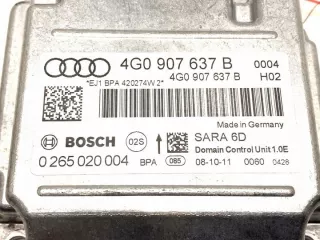 4G0 907 637 B 0004
4G0 907 637 B H02
*EJ1 BPA 420274W 2*
Made in Germany
BOSCH 02S SARA 6D
Domain Control Unit 1.0E
0 265 020 004 BPA 085 08-10-11 0060 0426